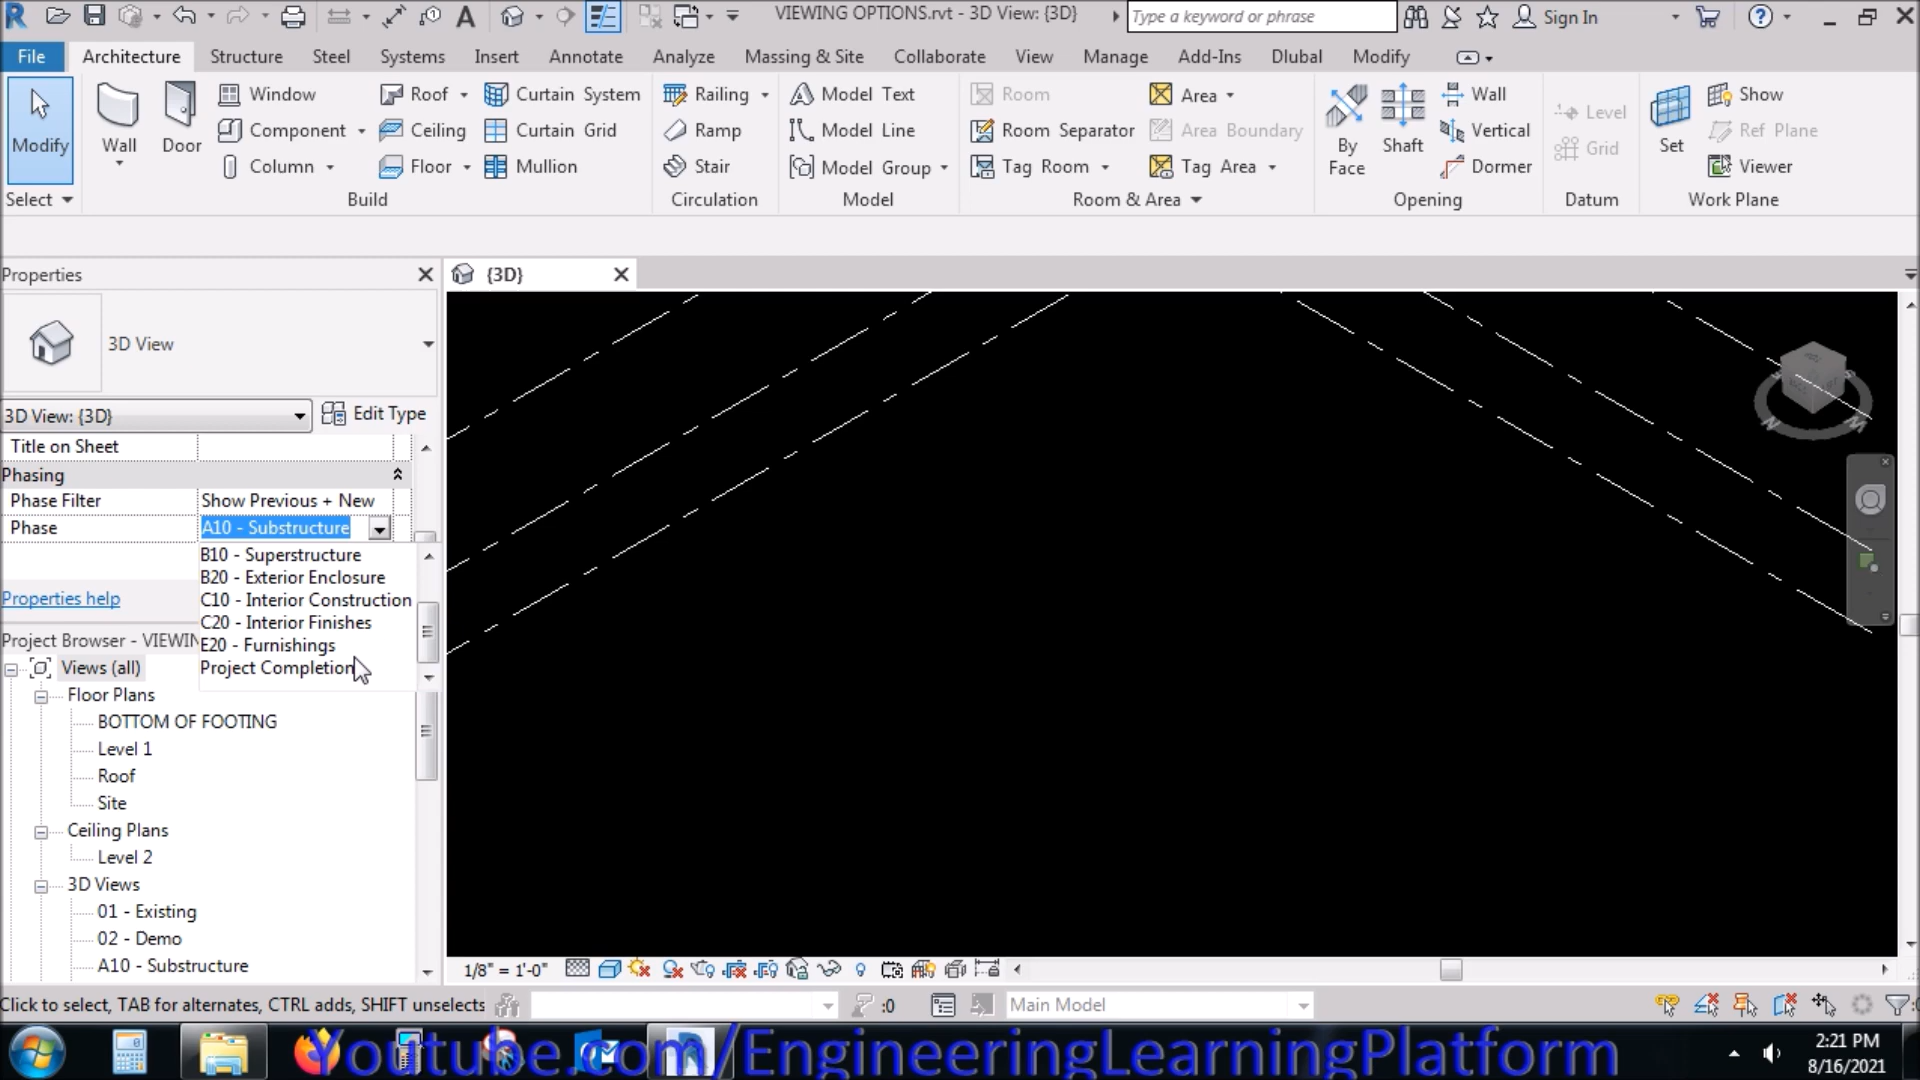 VIEWING OPTIONS.rvt - 3D View: {3D}
Type a keyword or phrase
Sign In
File
Architecture
Structure
Steel
Systems
Insert
Annotate
Analyze
Massing & Site
Collaborate
View
Manage
Add-Ins
Dlubal
Modify
Modify
Wall
Door
Window
Component
Column
Roof
Ceiling
Floor
Curtain System
Curtain Grid
Mullion
Railing
Ramp
Stair
Model Text
Model Line
Model Group
Room
Room Separator
Tag Room
Area
Area Boundary
Tag Area
By Face
Shaft
Wall
Vertical
Dormer
Level
Grid
Set
Show
Ref Plane
Viewer
Select
Build
Circulation
Model
Room & Area
Opening
Datum
Work Plane
Properties
{3D}
3D View
3D View: {3D}
Edit Type
Title on Sheet
Phasing
Phase Filter
Show Previous + New
Phase
A10 - Substructure
B10 - Superstructure
B20 - Exterior Enclosure
C10 - Interior Construction
C20 - Interior Finishes
E20 - Furnishings
Project Completion
Properties help
Project Browser - VIEWIN
Views (all)
Floor Plans
BOTTOM OF FOOTING
Level 1
Roof
Site
Ceiling Plans
Level 2
3D Views
01 - Existing
02 - Demo
A10 - Substructure
1/8" = 1'-0"
Click to select, TAB for alternates, CTRL adds, SHIFT unselects
:0
Main Model
Youtube.com/EngineeringLearningPlatform
2:21 PM
8/16/2021